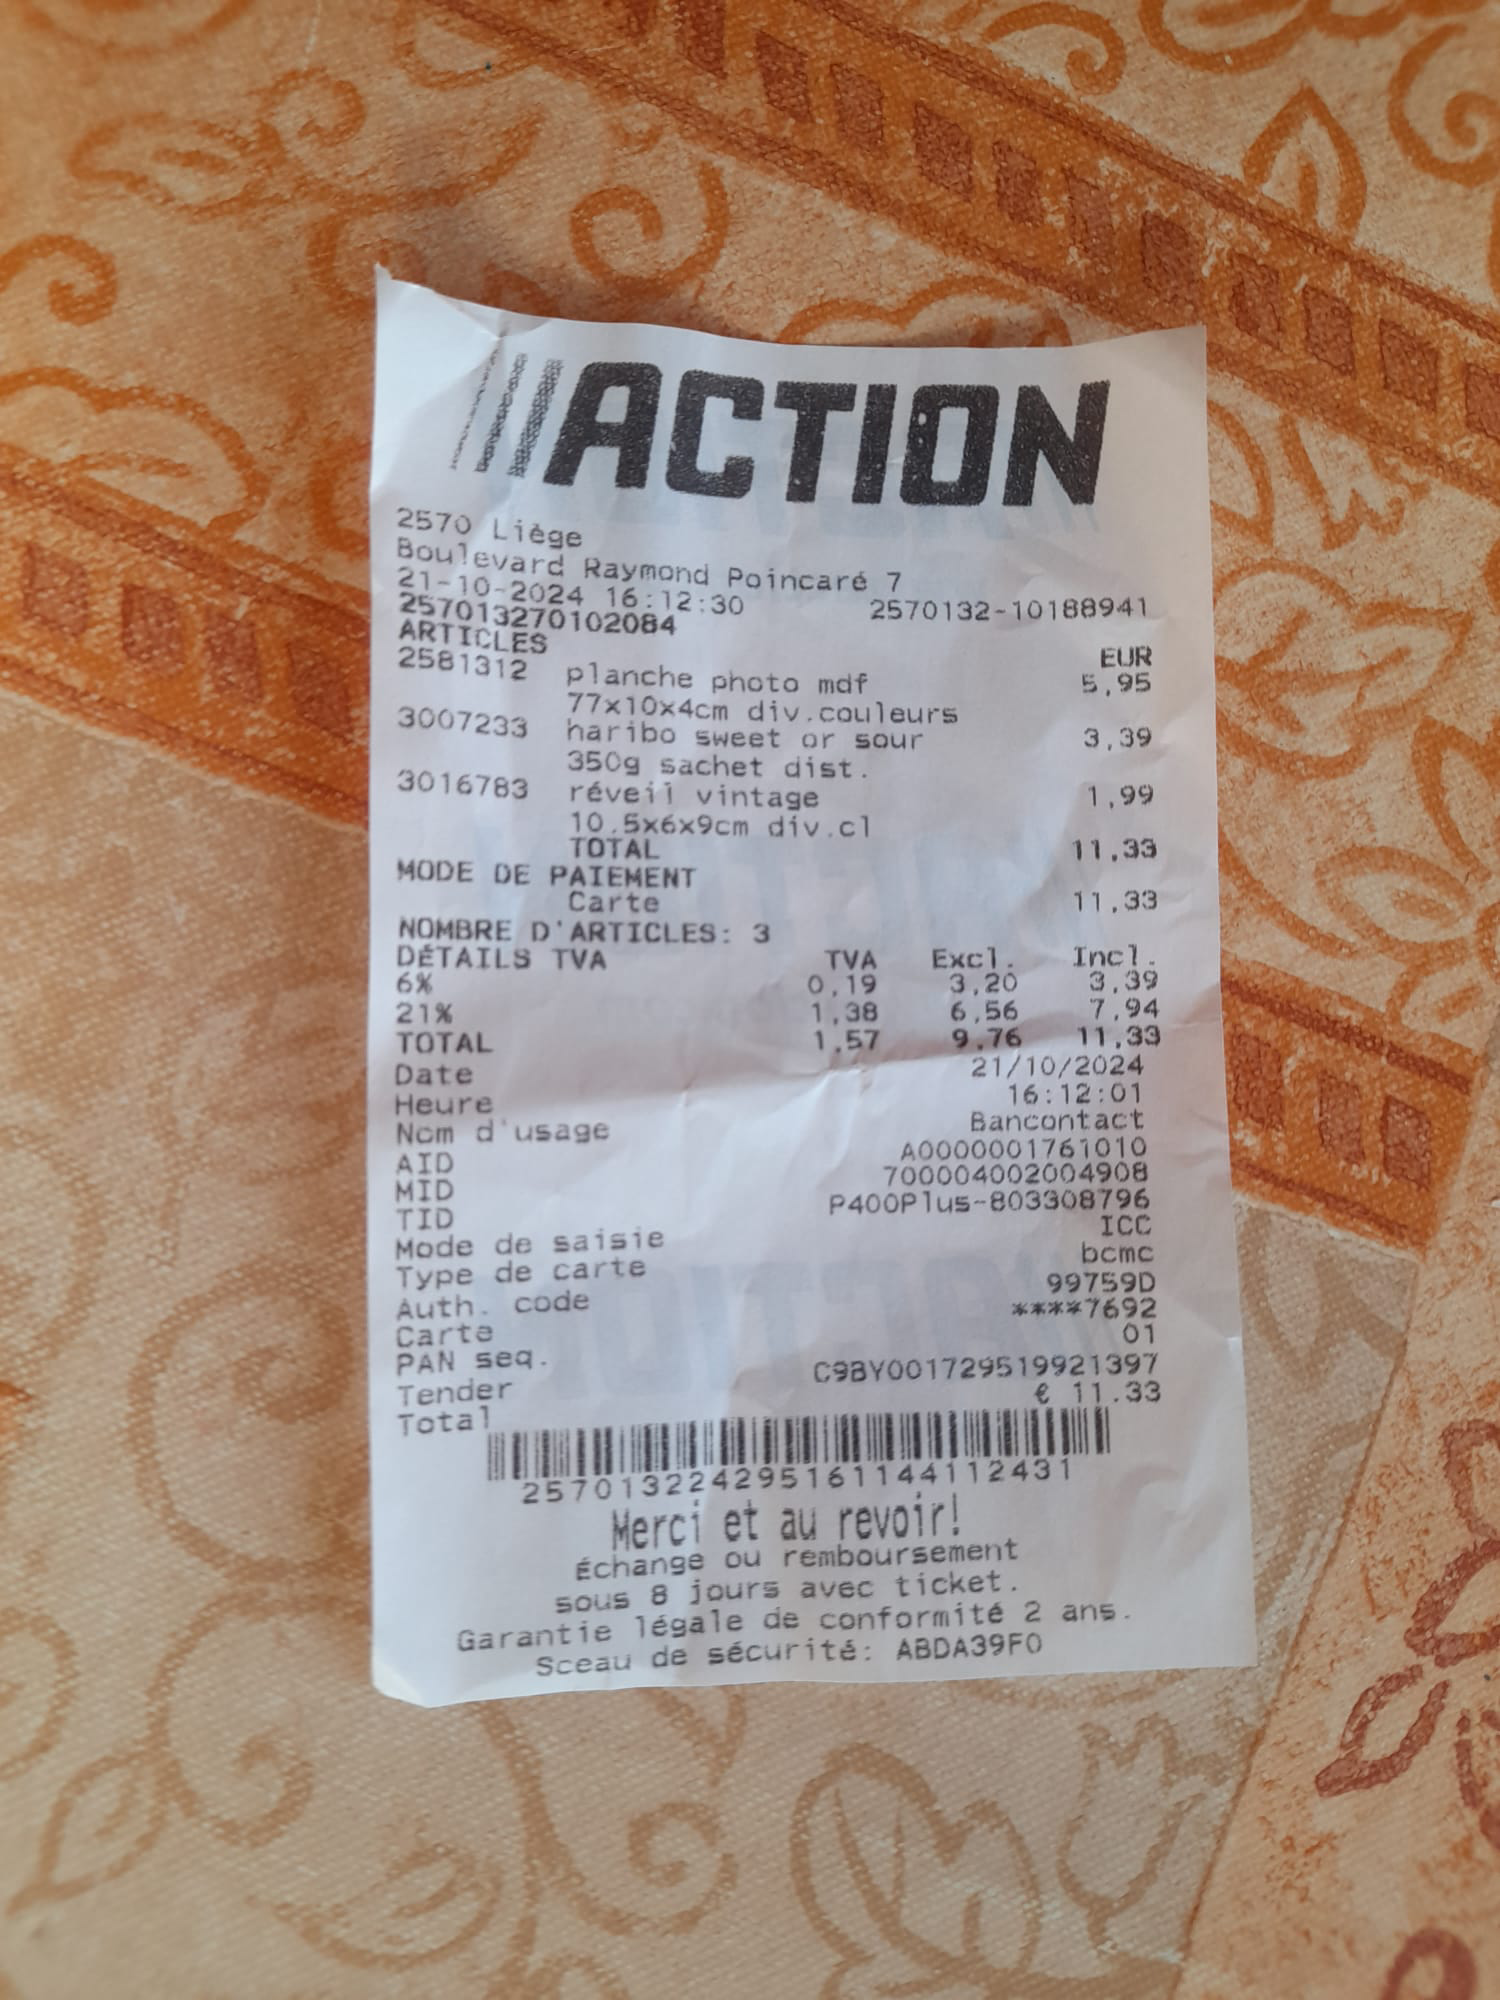 ACTION
2570 Liège
Boulevard Raymond Poincaré 7
21-10-2024 16:12:30 2570132-10188941
257013270102084
ARTICLES EUR
2581312 planche photo mdf 5,95
77x10x4cm div.couleurs
3007233 haribo sweet or sour 3,39
350g sachet dist.
3016783 réveil vintage 1,99
10.5x6x9cm div.cl
TOTAL 11,33
MODE DE PAIEMENT
Carte 11,33
NOMBRE D'ARTICLES: 3
DÉTAILS TVA TVA Excl. Incl.
6% 0,19 3,20 3,39
21% 1,38 6,56 7,94
TOTAL 1,57 9,76 11,33
Date 21/10/2024
Heure 16:12:01
Nom d'usage Bancontact
AID A0000001761010
MID 700004002004908
TID P400Plus-803308796
Mode de saisie ICC
Type de carte bcmc
Auth. code 99759D
Carte ****7692
PAN seq. 01
Tender C9BY001729519921397
Total € 11.33
257013224295161144112431
Merci et au revoir!
Échange ou remboursement
sous 8 jours avec ticket.
Garantie légale de conformité 2 ans.
Sceau de sécurité: ABDA39F0